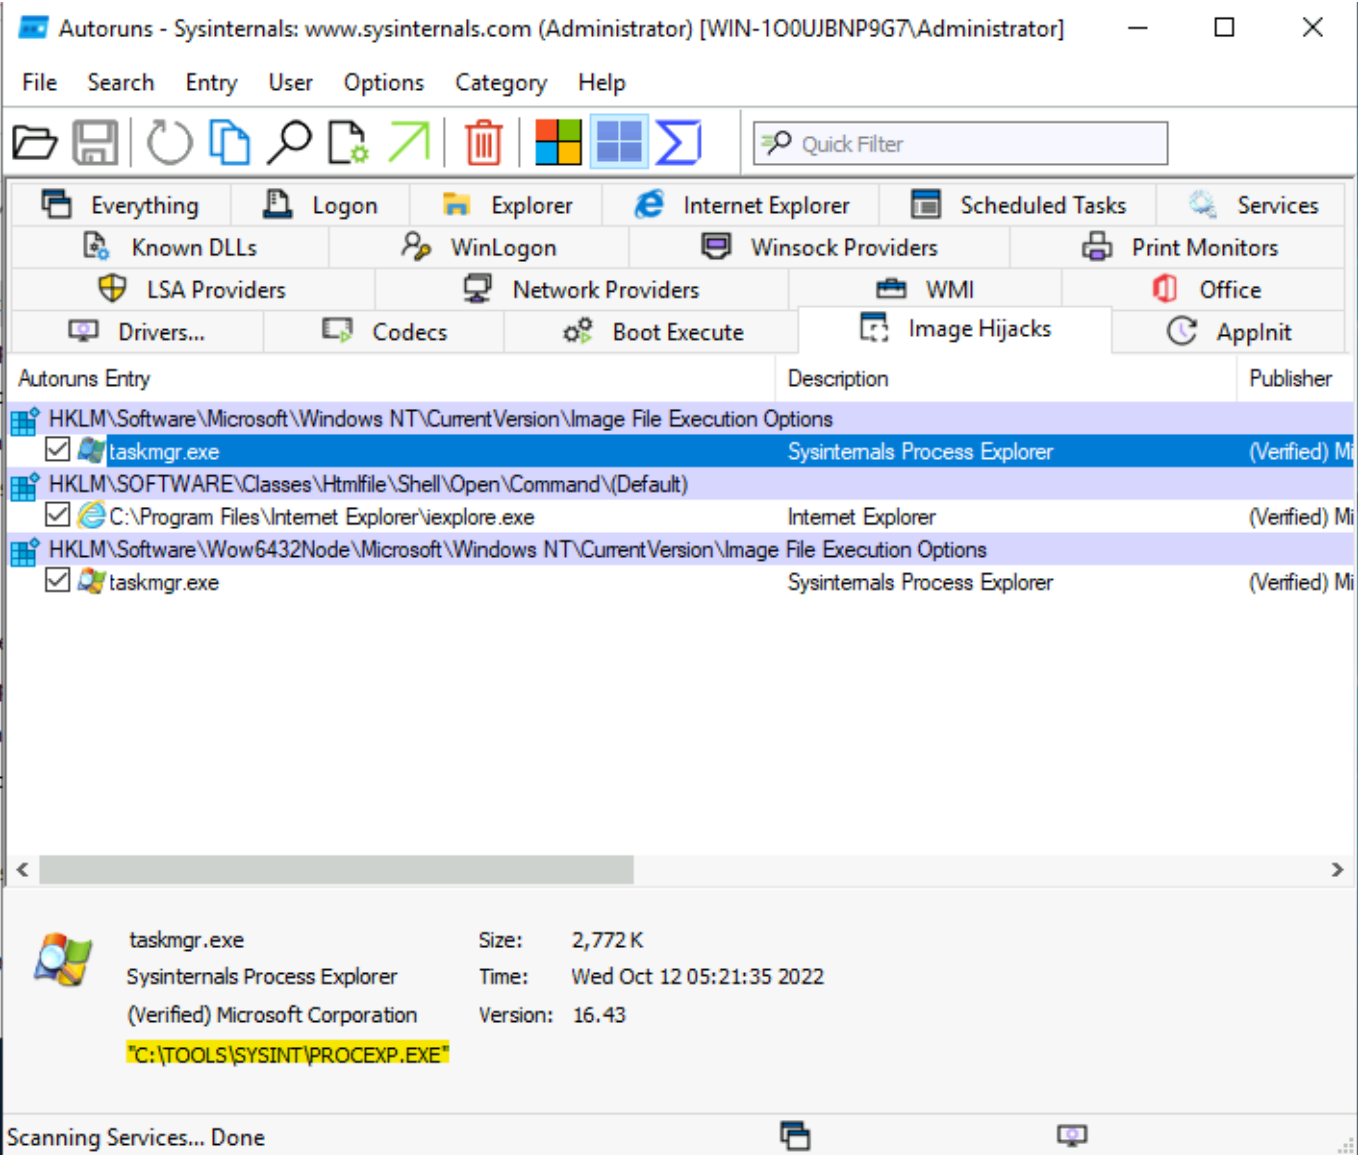 Autoruns - Sysinternals: www.sysinternals.com (Administrator) [WIN-1O0UJBNP9G7\Administrator]
File Search Entry User Options Category Help
Quick Filter
Everything Logon Explorer Internet Explorer Scheduled Tasks Services
Known DLLs WinLogon Winsock Providers Print Monitors
LSA Providers Network Providers WMI Office
Drivers... Codecs Boot Execute Image Hijacks AppInit
Autoruns Entry Description Publisher
HKLM\Software\Microsoft\Windows NT\CurrentVersion\Image File Execution Options
taskmgr.exe Sysinternals Process Explorer (Verified) Mi
HKLM\SOFTWARE\Classes\Htmlfile\Shell\Open\Command\(Default)
C:\Program Files\Internet Explorer\iexplore.exe Internet Explorer (Verified) Mi
HKLM\Software\Wow6432Node\Microsoft\Windows NT\CurrentVersion\Image File Execution Options
taskmgr.exe Sysinternals Process Explorer (Verified) Mi
taskmgr.exe Size: 2,772 K
Sysinternals Process Explorer Time: Wed Oct 12 05:21:35 2022
(Verified) Microsoft Corporation Version: 16.43
"C:\TOOLS\SYSINT\PROCEXP.EXE"
Scanning Services... Done